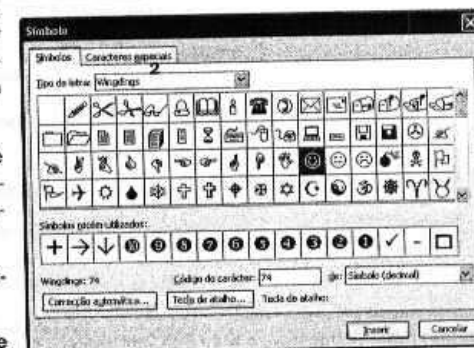 Símbolo
Símbolos Caracteres especiais
2
Tipo de letra: Wingdings
Símbolos recém-utilizados:
Wingdings: 74 Código do carácter: 74 de: Símbolo (decimal)
Correcção automática... Tecla de atalho... Tecla de atalho:
Inserir Cancelar